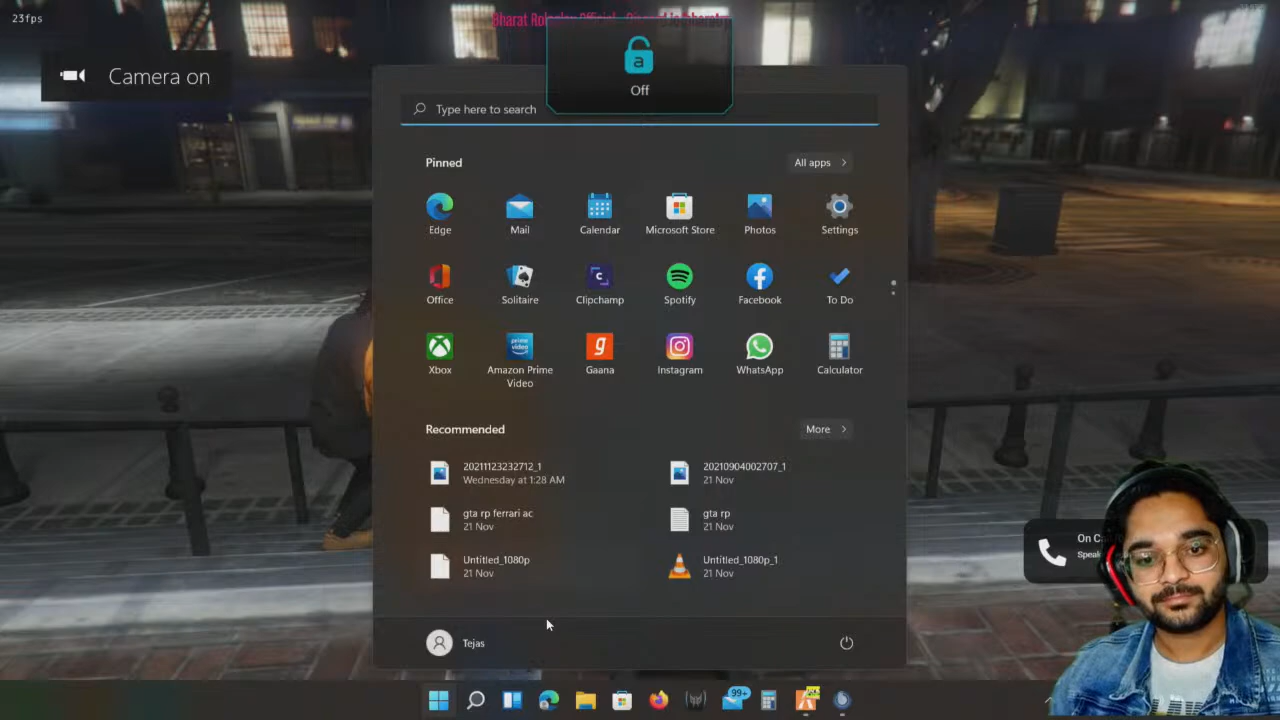 23fps
Camera on
a
Off
Type here to search
Pinned
All apps
Edge
Mail
Calendar
Microsoft Store
Photos
Settings
Office
Solitaire
Clipchamp
Spotify
Facebook
To Do
prime video
Xbox
Amazon Prime Video
Gaana
Instagram
WhatsApp
Calculator
Recommended
More
20211123232712_1
Wednesday at 1:28 AM
20210904002707_1
21 Nov
gta rp ferrari ac
21 Nov
gta rp
21 Nov
On
Untitled_1080p
21 Nov
Untitled_1080p_1
21 Nov
Tejas
99+